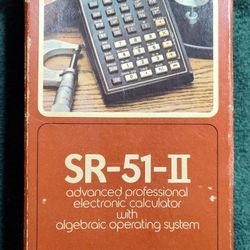 SR-51-II
advanced professional
electronic calculator
with
algebraic operating system